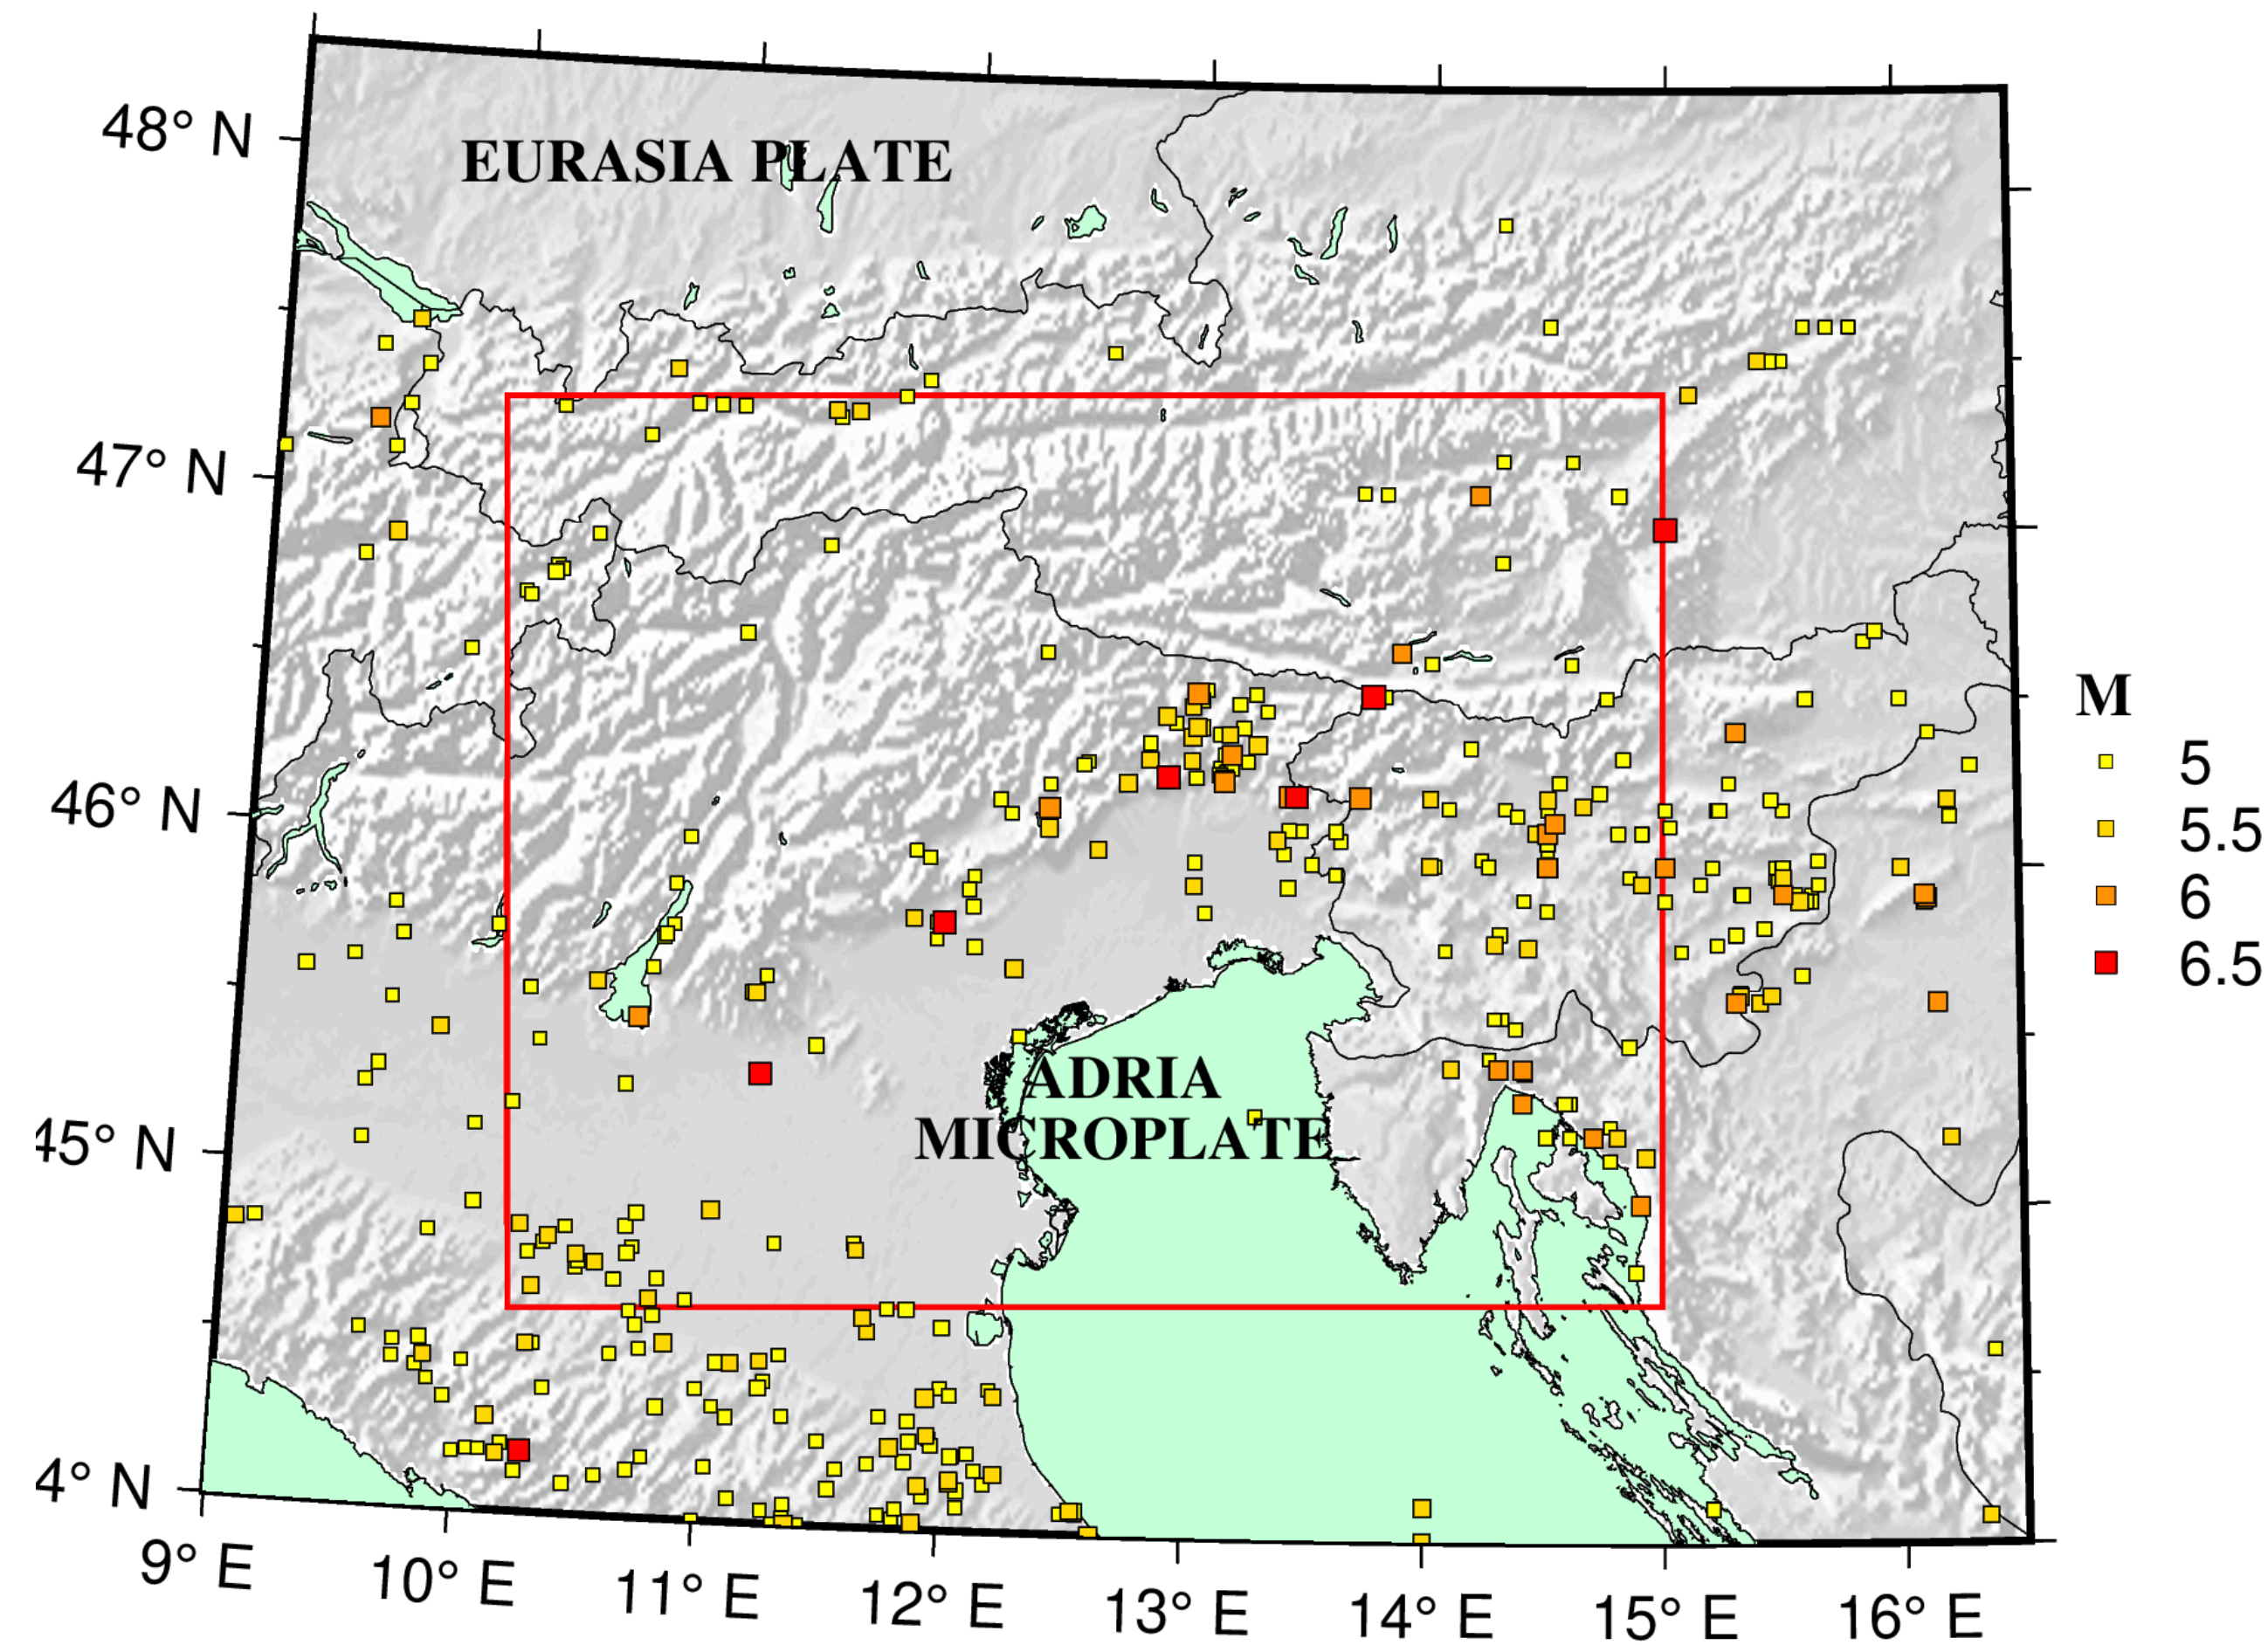 48° N
EURASIA PLATE
47° N
M
5
46° N
5.5
6
6.5
ADRIA
MICROPLATE
45° N
4° N
9° E
10° E
11° E
12° E
13° E
14° E
15° E
16° E